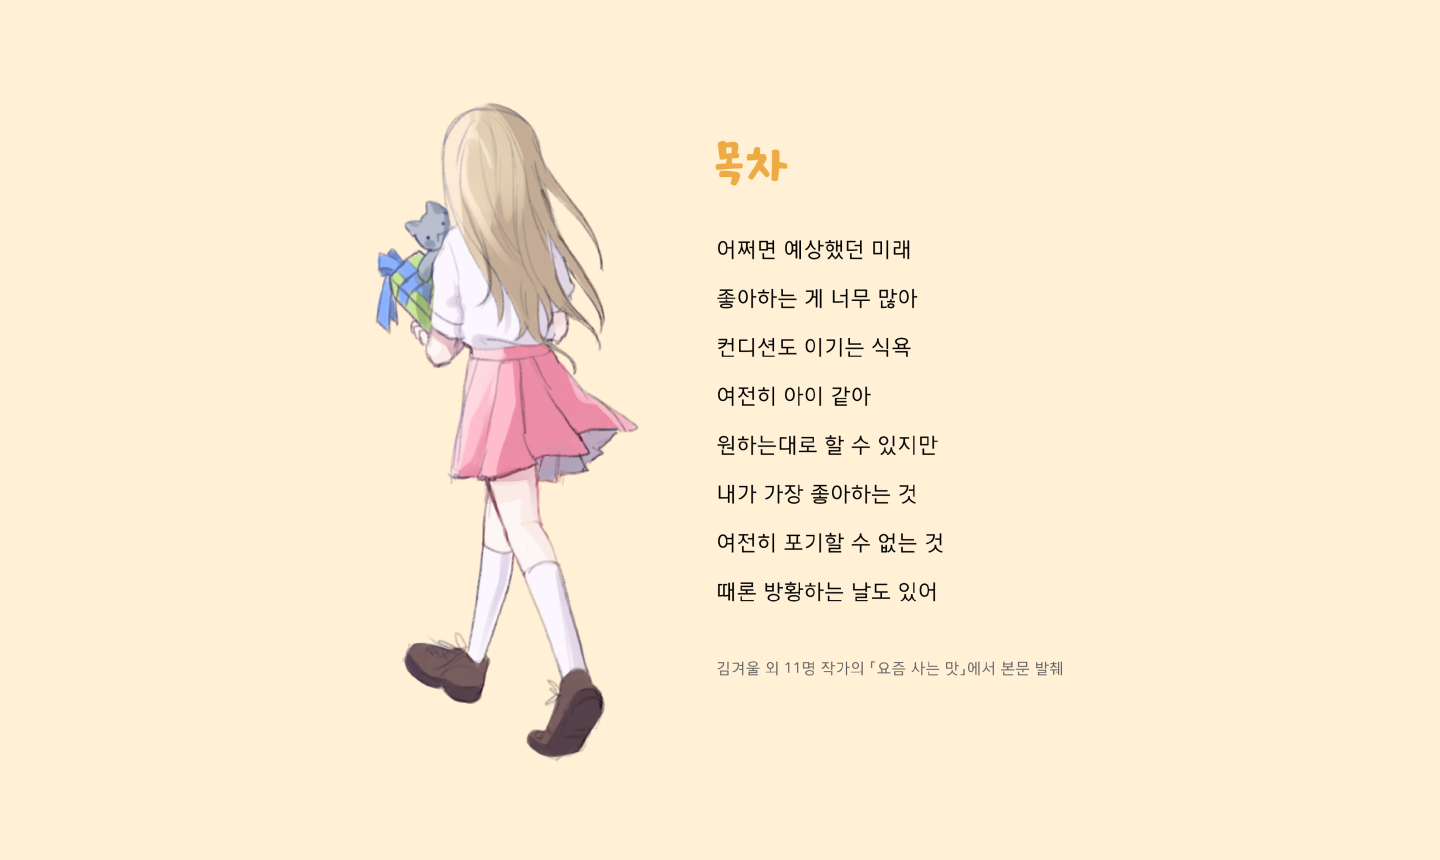 목차
어쩌면 예상했던 미래
좋아하는 게 너무 많아
컨디션도 이기는 식욕
여전히 아이 같아
원하는대로 할 수 있지만
내가 가장 좋아하는 것
여전히 포기할 수 없는 것
때론 방황하는 날도 있어
김겨울 외 11명 작가의 「요즘 사는 맛」에서 본문 발췌